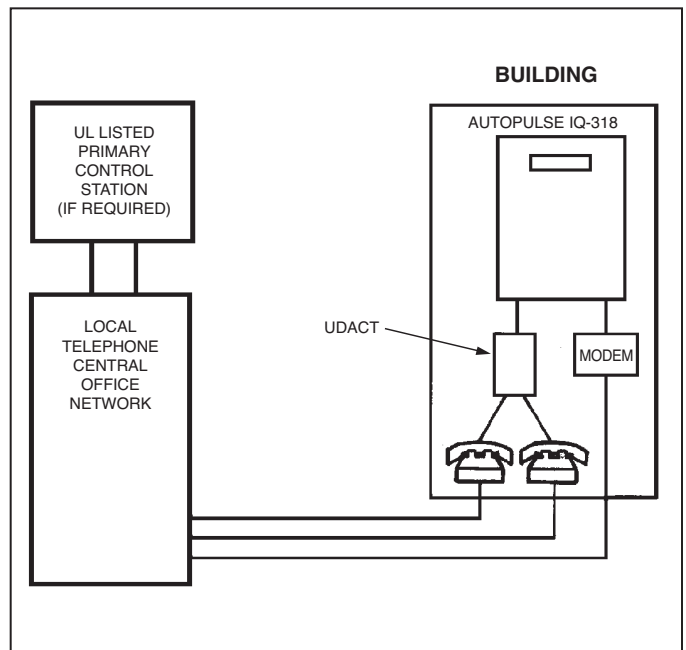 BUILDING
AUTOPULSE IQ-318
UL LISTED
PRIMARY
CONTROL
STATION
(IF REQUIRED)
LOCAL
TELEPHONE
CENTRAL
OFFICE
NETWORK
UDACT
MODEM